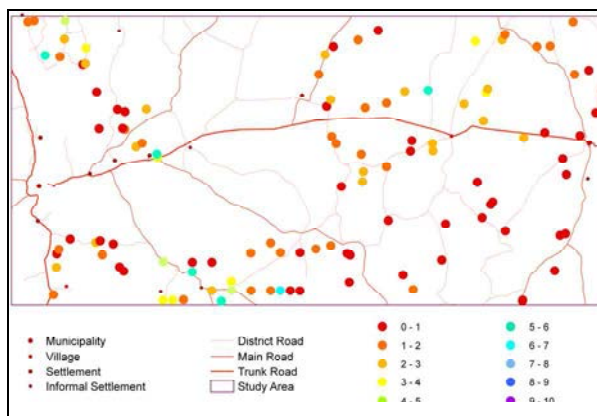 Municipality
Village
Settlement
Informal Settlement
District Road
Main Road
Trunk Road
Study Area
0 - 1
1 - 2
2 - 3
3 - 4
4 - 5
5 - 6
6 - 7
7 - 8
8 - 9
9 - 10